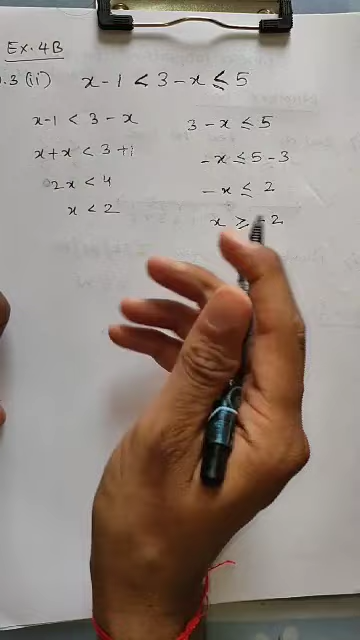 Ex. 4B
.3 (ii) x - 1 < 3 - x ≤ 5
x-1 < 3 - x
3 - x ≤ 5
x + x < 3 + 1
-x ≤ 5 - 3
2x < 4
-x ≤ 2
x < 2
x ≥ -2